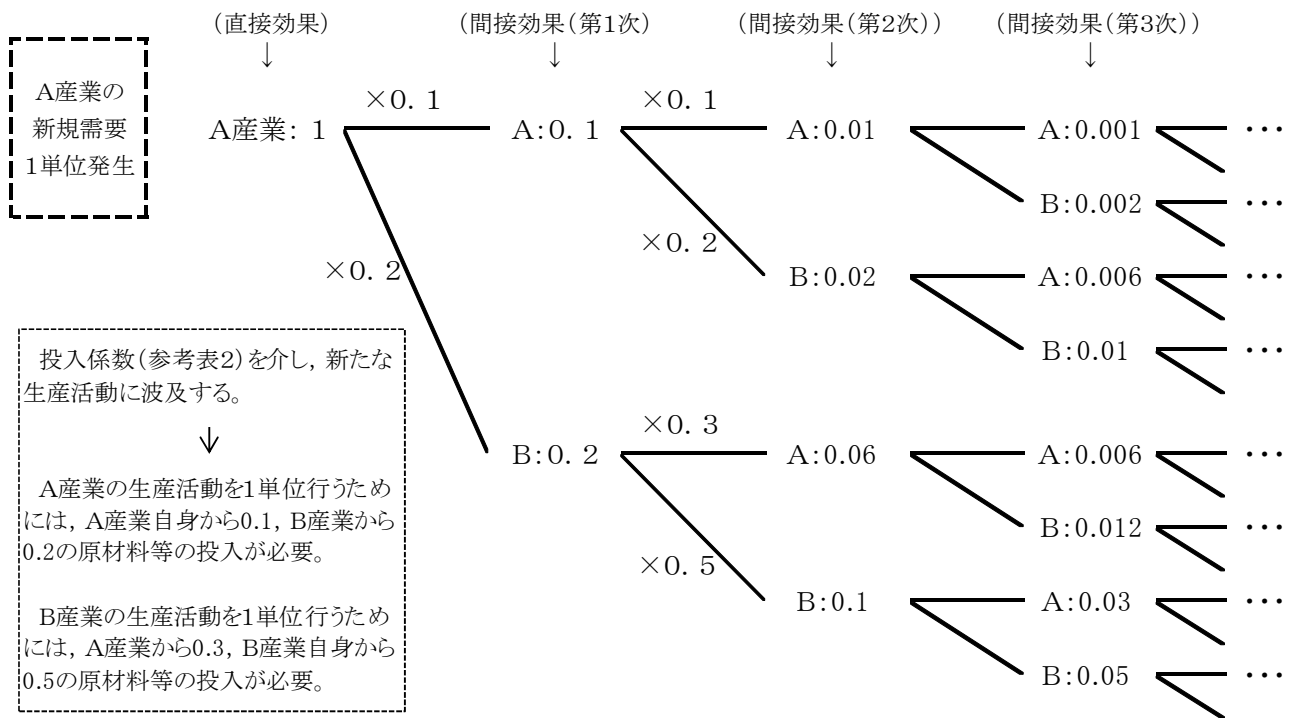 (直接効果)
(間接効果(第1次)
(間接効果(第2次))
(間接効果(第3次))
↓
↓
↓
↓
A産業の
新規需要
1単位発生
A産業: 1
×0. 1
A:0. 1
×0. 1
A:0.01
A:0.001
・・・
B:0.002
・・・
×0. 2
×0. 2
B:0.02
A:0.006
・・・
B:0.01
・・・
投入係数(参考表2)を介し, 新たな
生産活動に波及する。
↓
A産業の生産活動を1単位行うため
には, A産業自身から0.1, B産業から
0.2の原材料等の投入が必要。
B産業の生産活動を1単位行うため
には, A産業から0.3, B産業自身から
0.5の原材料等の投入が必要。
B:0. 2
×0. 3
A:0.06
A:0.006
・・・
B:0.012
・・・
×0. 5
B:0.1
A:0.03
・・・
B:0.05
・・・